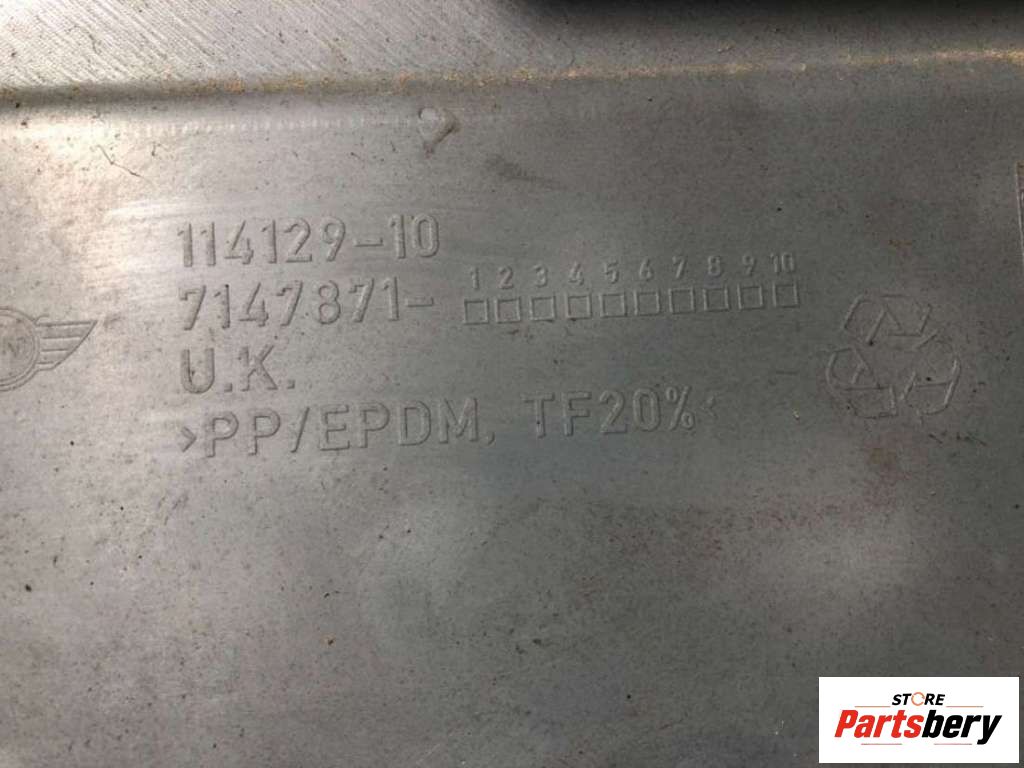 114129-10
1 2 3 4 5 6 7 8 9 10
7147871-
U.K.
>PP/EPDM, TF20%<
STORE
Partsbery